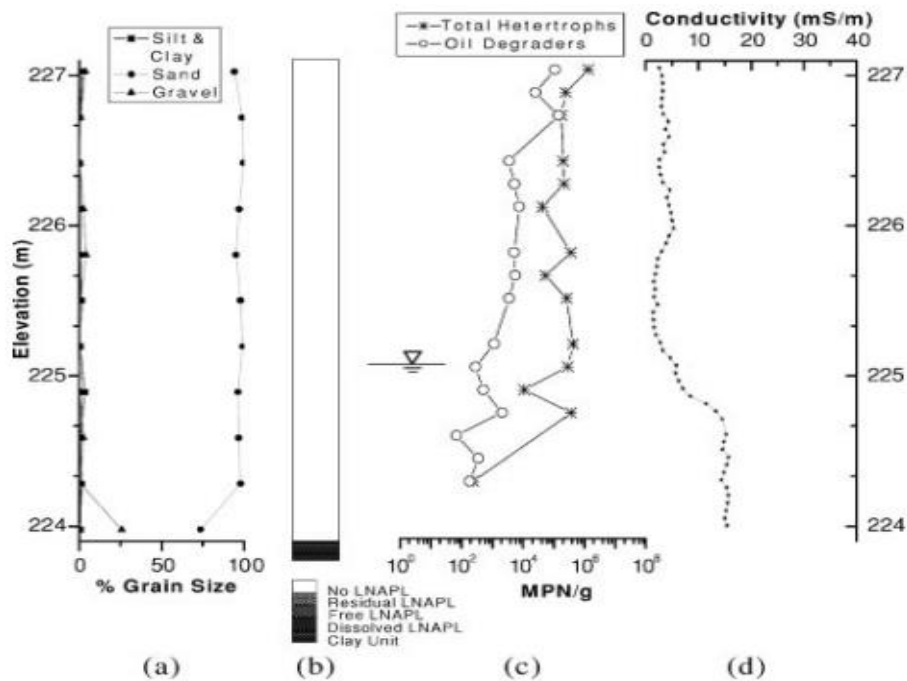 Silt &
Clay
Sand
Gravel
Total Hetertrophs
Oil Degraders
Conductivity (mS/m)
0 10 20 30 40
227
226
225
224
Elevation (m)
227
226
225
224
0 50 100
% Grain Size
No LNAPL
Residual LNAPL
Free LNAPL
Dissolved LNAPL
Clay Unit
10⁰ 10² 10⁴ 10⁶ 10⁸
MPN/g
(a) (b) (c) (d)